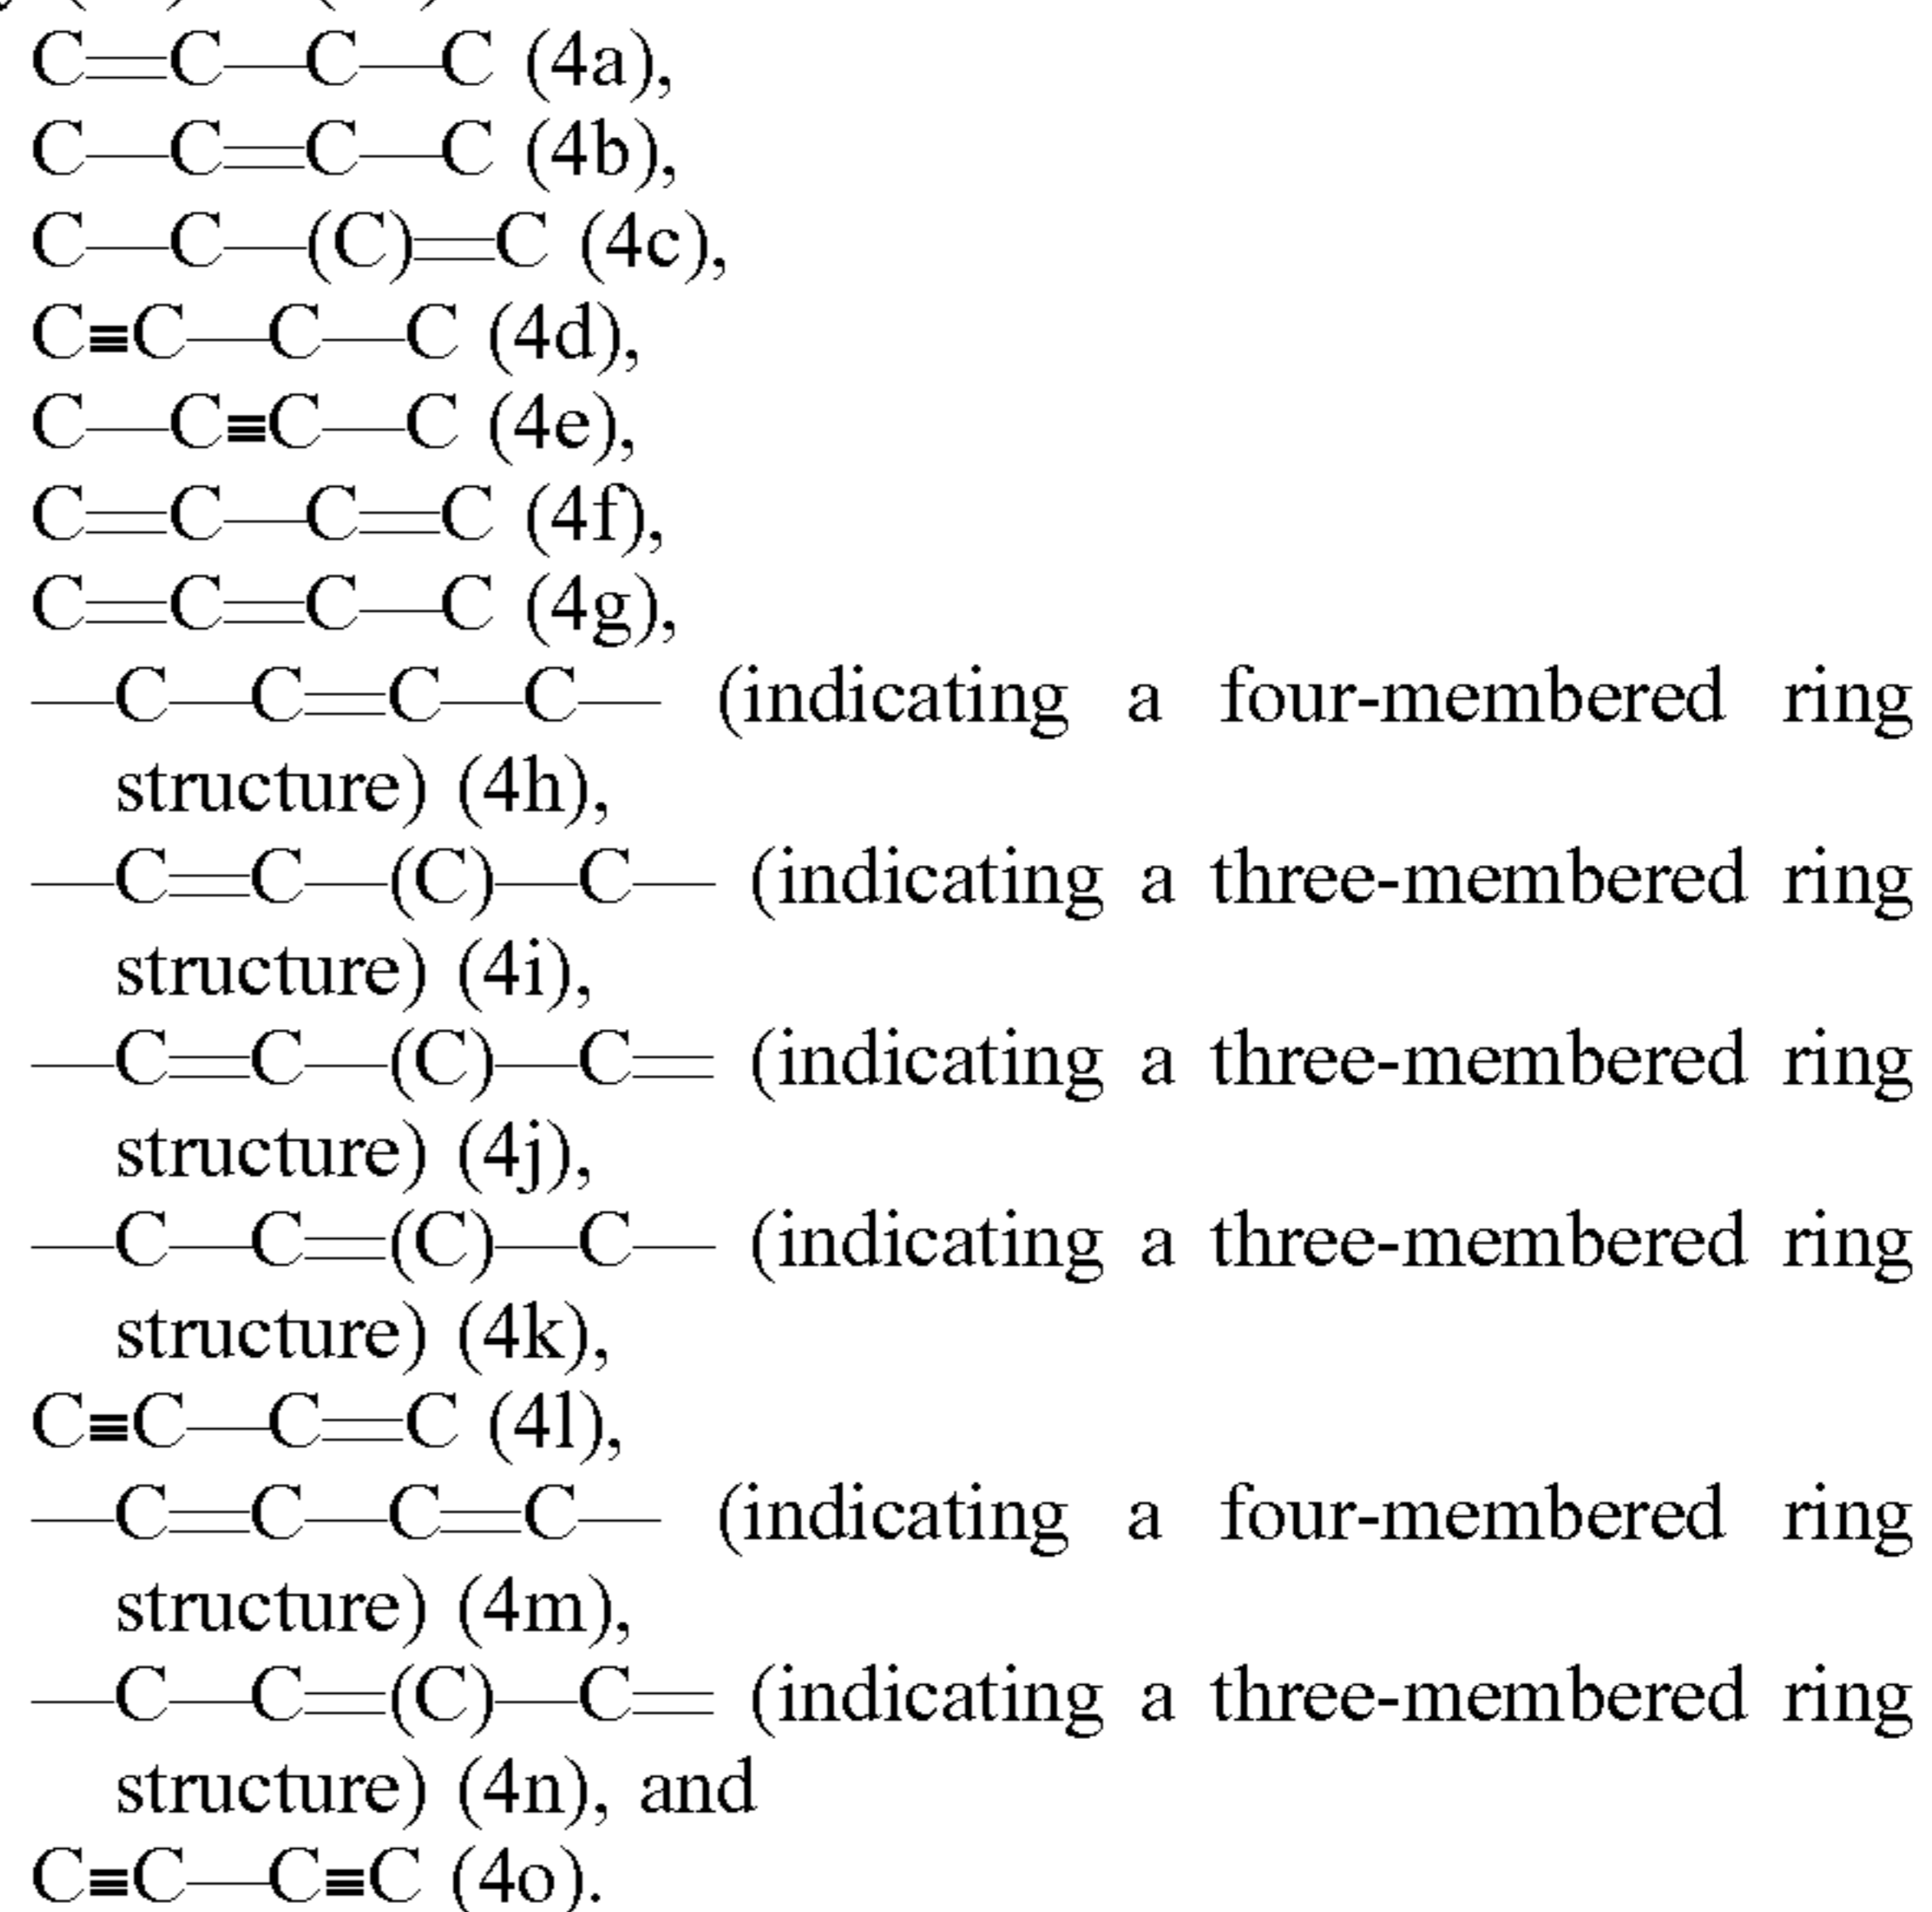 C=C—C—C (4a),
C—C=C—C (4b),
C—C—(C)=C (4c),
C≡C—C—C (4d),
C—C≡C—C (4e),
C=C—C=C (4f),
C=C=C—C (4g),
—C—C=C—C— (indicating a four-membered ring
structure) (4h),
—C=C—(C)—C— (indicating a three-membered ring
structure) (4i),
—C=C—(C)—C= (indicating a three-membered ring
structure) (4j),
—C—C=(C)—C— (indicating a three-membered ring
structure) (4k),
C≡C—C=C (4l),
—C=C—C=C— (indicating a four-membered ring
structure) (4m),
—C—C=(C)—C= (indicating a three-membered ring
structure) (4n), and
C≡C—C≡C (4o).